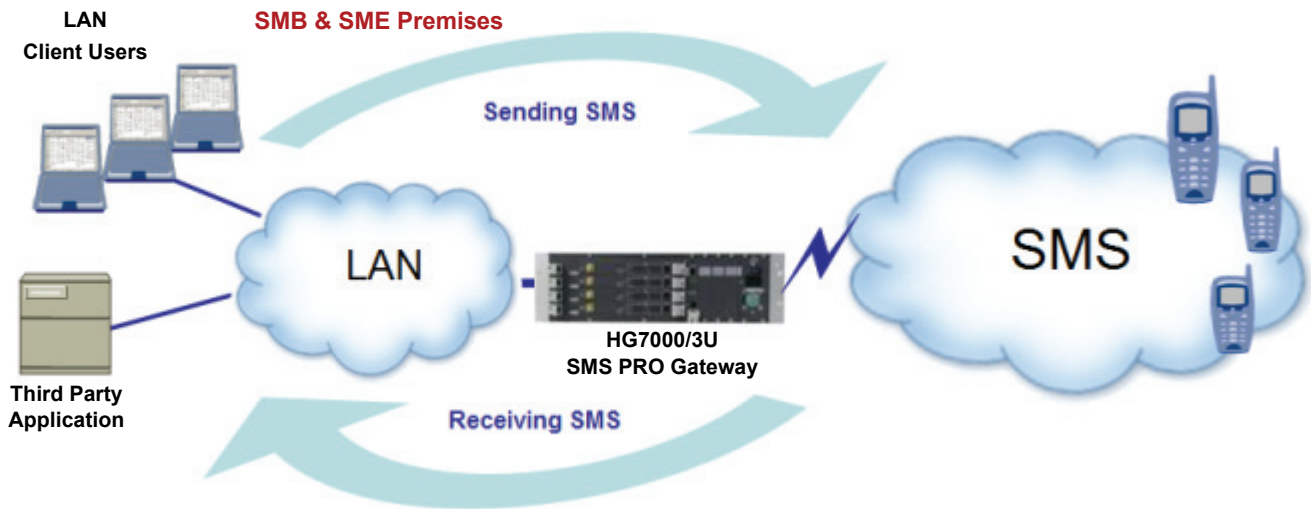 LAN
Client Users
SMB & SME Premises
Sending SMS
LAN
SMS
HG7000/3U
SMS PRO Gateway
Third Party
Application
Receiving SMS